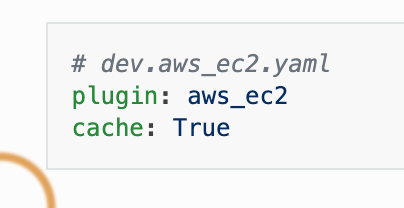 # dev.aws_ec2.yaml
plugin: aws_ec2
cache: True